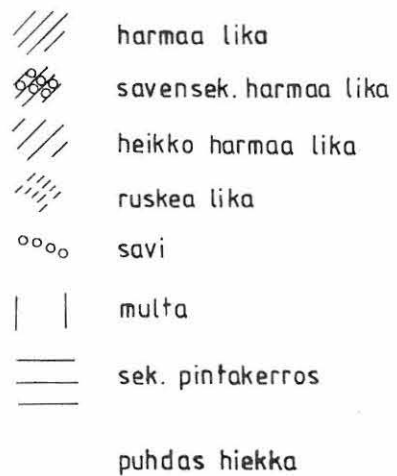 harmaa lika
savensek. harmaa lika
heikko harmaa lika
ruskea lika
savi
multa
sek. pintakerros
puhdas hiekka